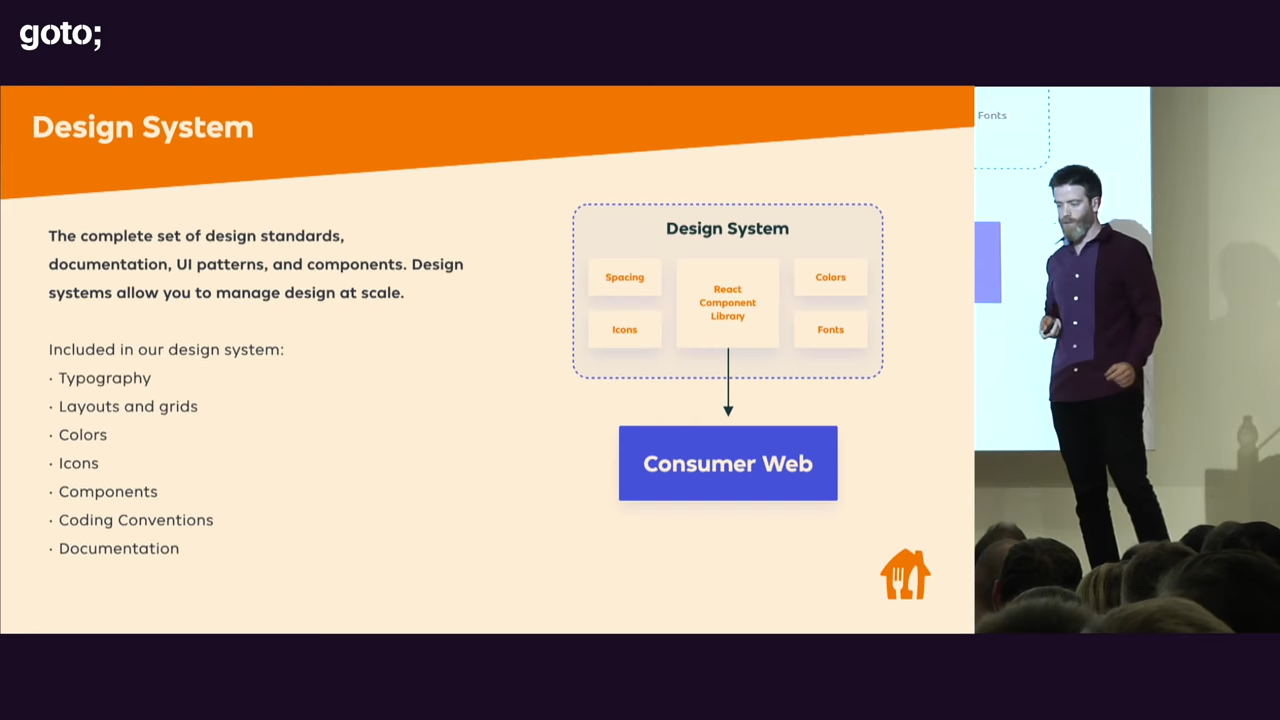 goto;
Design System
The complete set of design standards,
documentation, UI patterns, and components. Design
systems allow you to manage design at scale.
Included in our design system:
· Typography
· Layouts and grids
· Colors
· Icons
· Components
· Coding Conventions
· Documentation
Design System
Spacing
React
Component
Library
Colors
Icons
Fonts
Consumer Web
Fonts